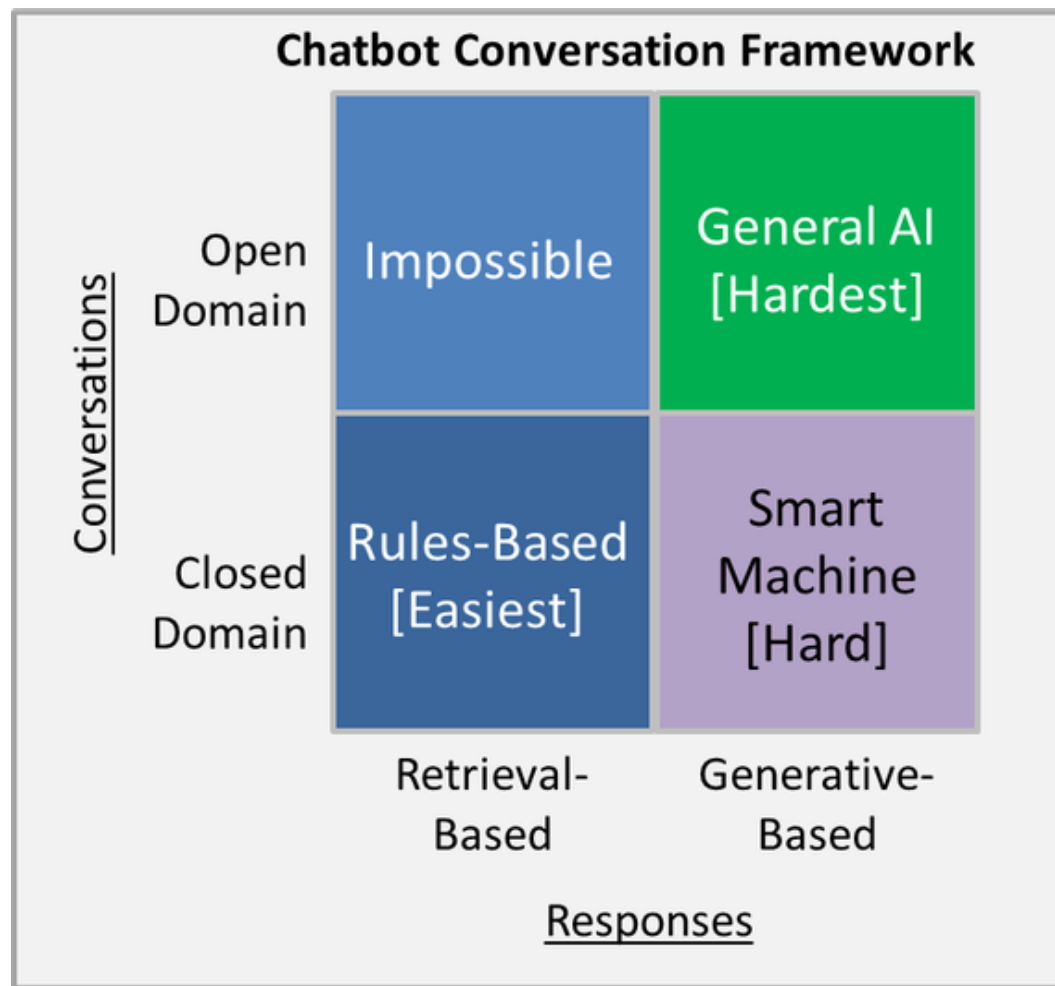 Chatbot Conversation Framework
Conversations
Open
Domain
Impossible
General AI
[Hardest]
Closed
Domain
Rules-Based
[Easiest]
Smart
Machine
[Hard]
Retrieval-
Based
Generative-
Based
Responses